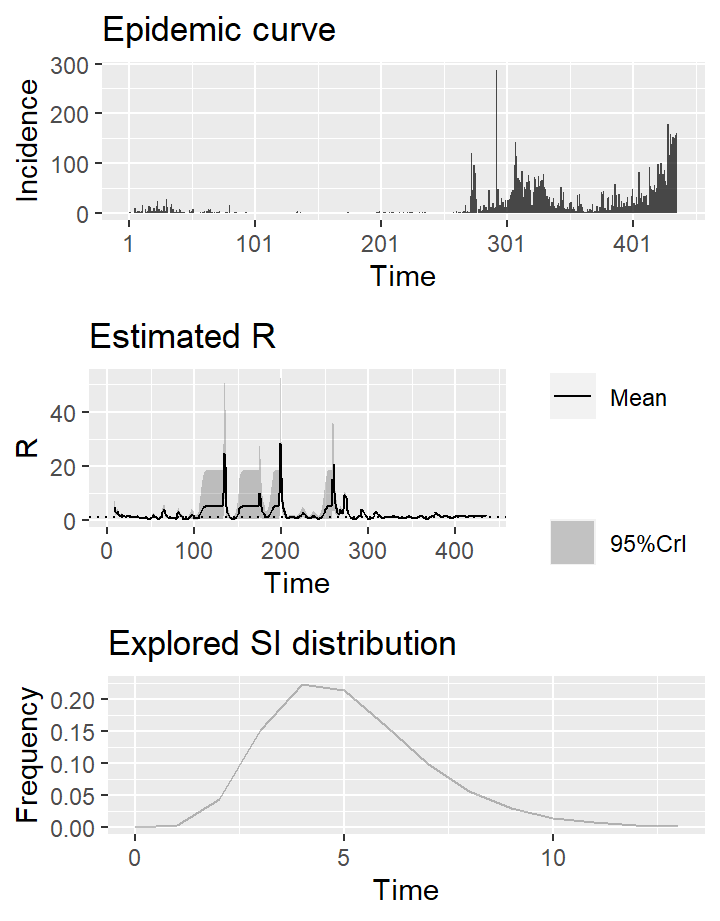 Epidemic curve
300
200
100
0
Incidence
1
101
201
301
401
Time
Estimated R
40
20
0
R
0
100
200
300
400
Time
Mean
95%CrI
Explored SI distribution
0.20
0.15
0.10
0.05
0.00
Frequency
0
5
10
Time